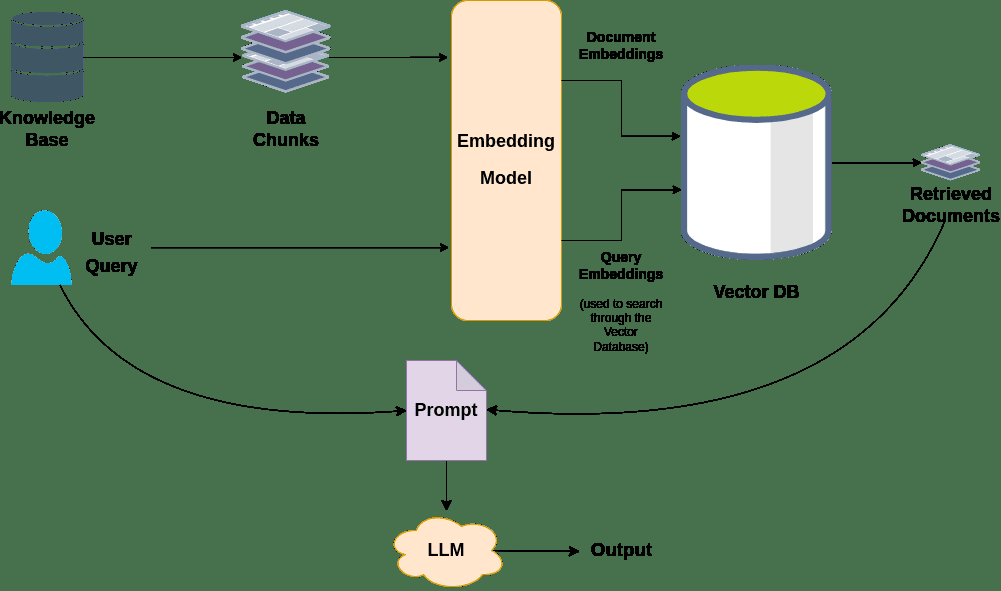 Knowledge
Base
Data
Chunks
Embedding
Model
Document
Embeddings
User
Query
Query
Embeddings
(used to search
through the
Vector
Database)
Vector DB
Retrieved
Documents
Prompt
LLM
Output